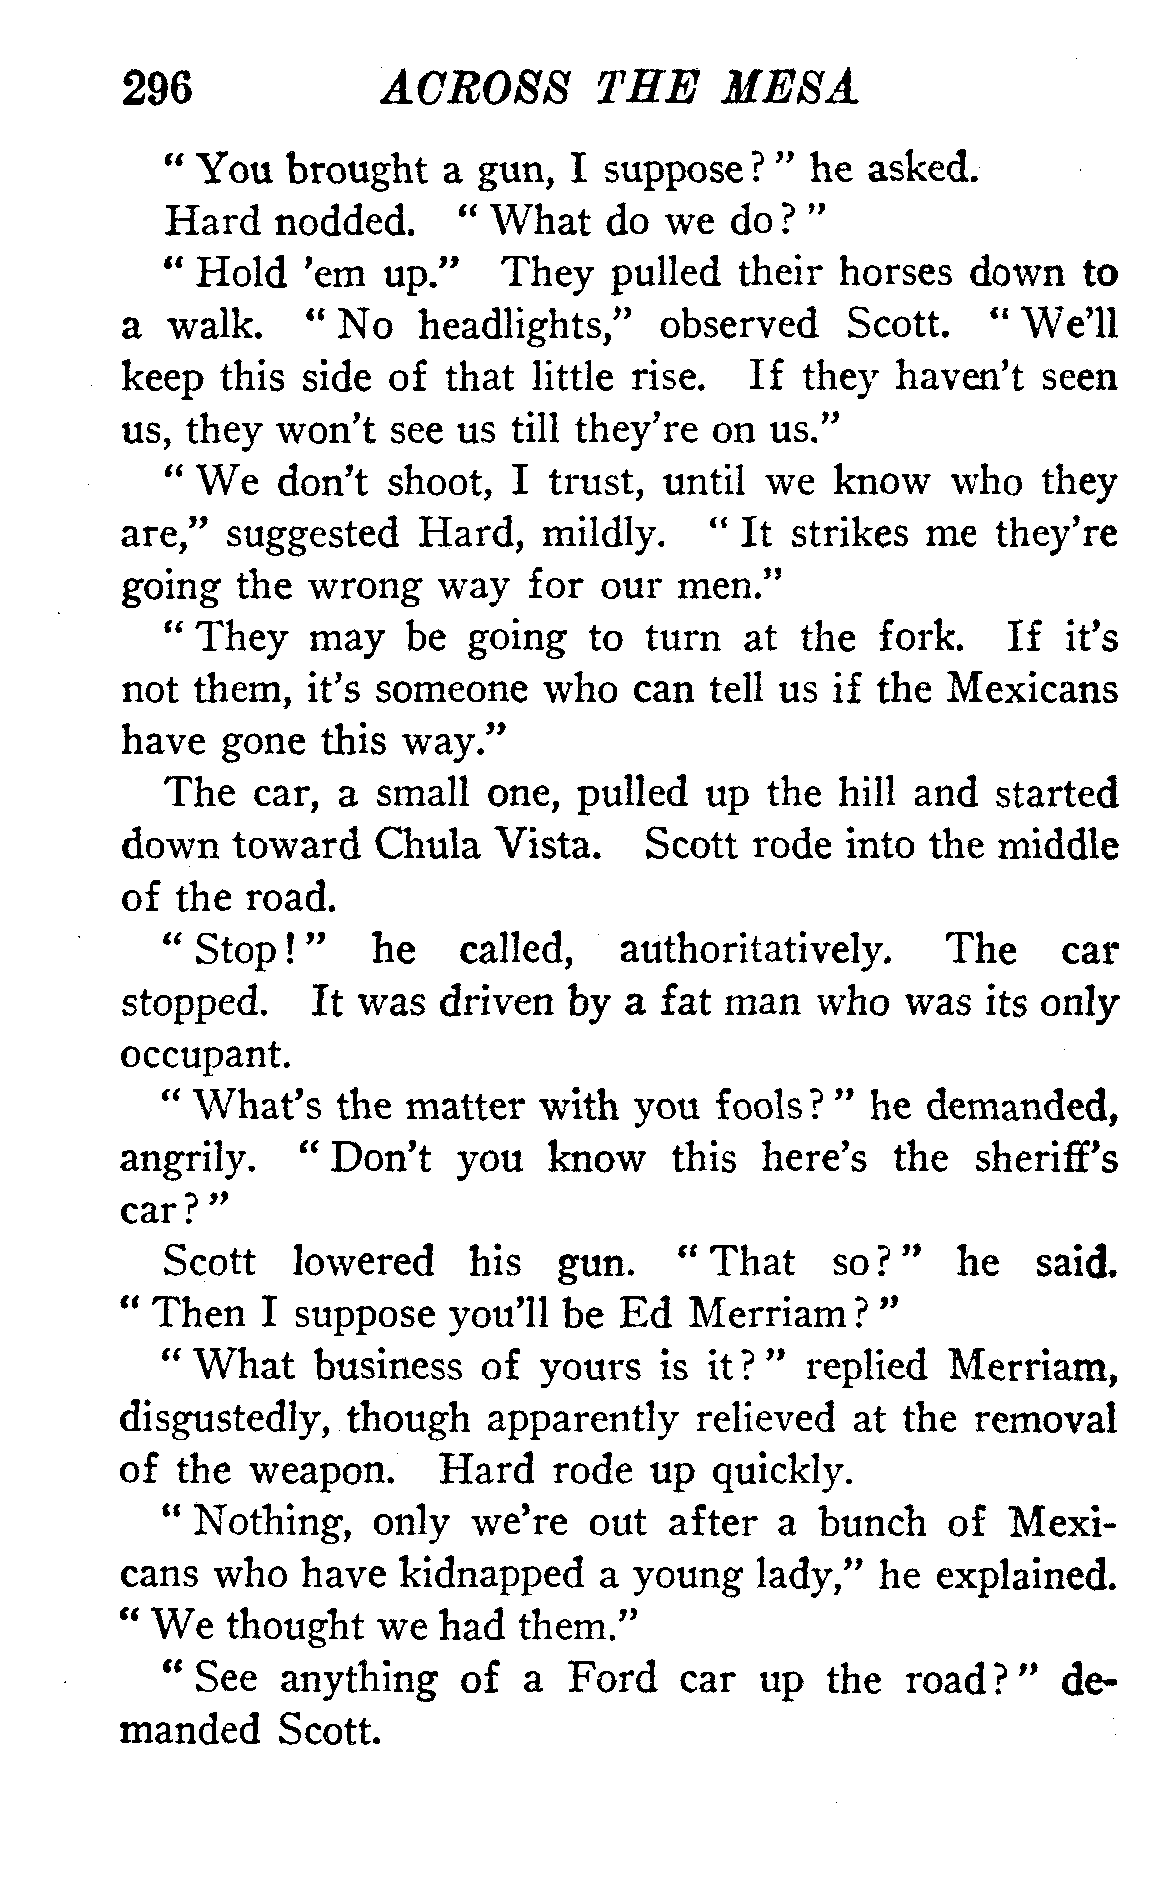 296 ACROSS THE MESA
" You brought a gun, I suppose? " he asked.
Hard nodded. " What do we do? "
" Hold 'em up." They pulled their horses down to
a walk. " No headlights," observed Scott. " We'll
keep this side of that little rise. If they haven't seen
us, they won't see us till they're on us."
" We don't shoot, I trust, until we know who they
are," suggested Hard, mildly. " It strikes me they're
going the wrong way for our men."
" They may be going to turn at the fork. If it's
not them, it's someone who can tell us if the Mexicans
have gone this way."
The car, a small one, pulled up the hill and started
down toward Chula Vista. Scott rode into the middle
of the road.
" Stop! " he called, authoritatively. The car
stopped. It was driven by a fat man who was its only
occupant.
" What's the matter with you fools? " he demanded,
angrily. " Don't you know this here's the sheriff's
car? "
Scott lowered his gun. " That so? " he said.
" Then I suppose you'll be Ed Merriam? "
" What business of yours is it? " replied Merriam,
disgustedly, though apparently relieved at the removal
of the weapon. Hard rode up quickly.
" Nothing, only we're out after a bunch of Mexi-
cans who have kidnapped a young lady," he explained.
" We thought we had them."
" See anything of a Ford car up the road? " de-
manded Scott.